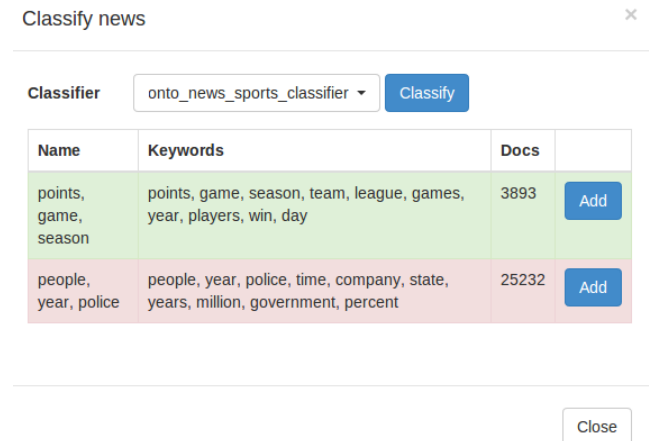 Classify news
×
Classifier onto_news_sports_classifier Classify
Name Keywords Docs
points, game, season, team, league, games, 3893 Add
points,
game, year, players, win, day
season
people, people, year, police, time, company, state, 25232 Add
year, police years, million, government, percent
Close